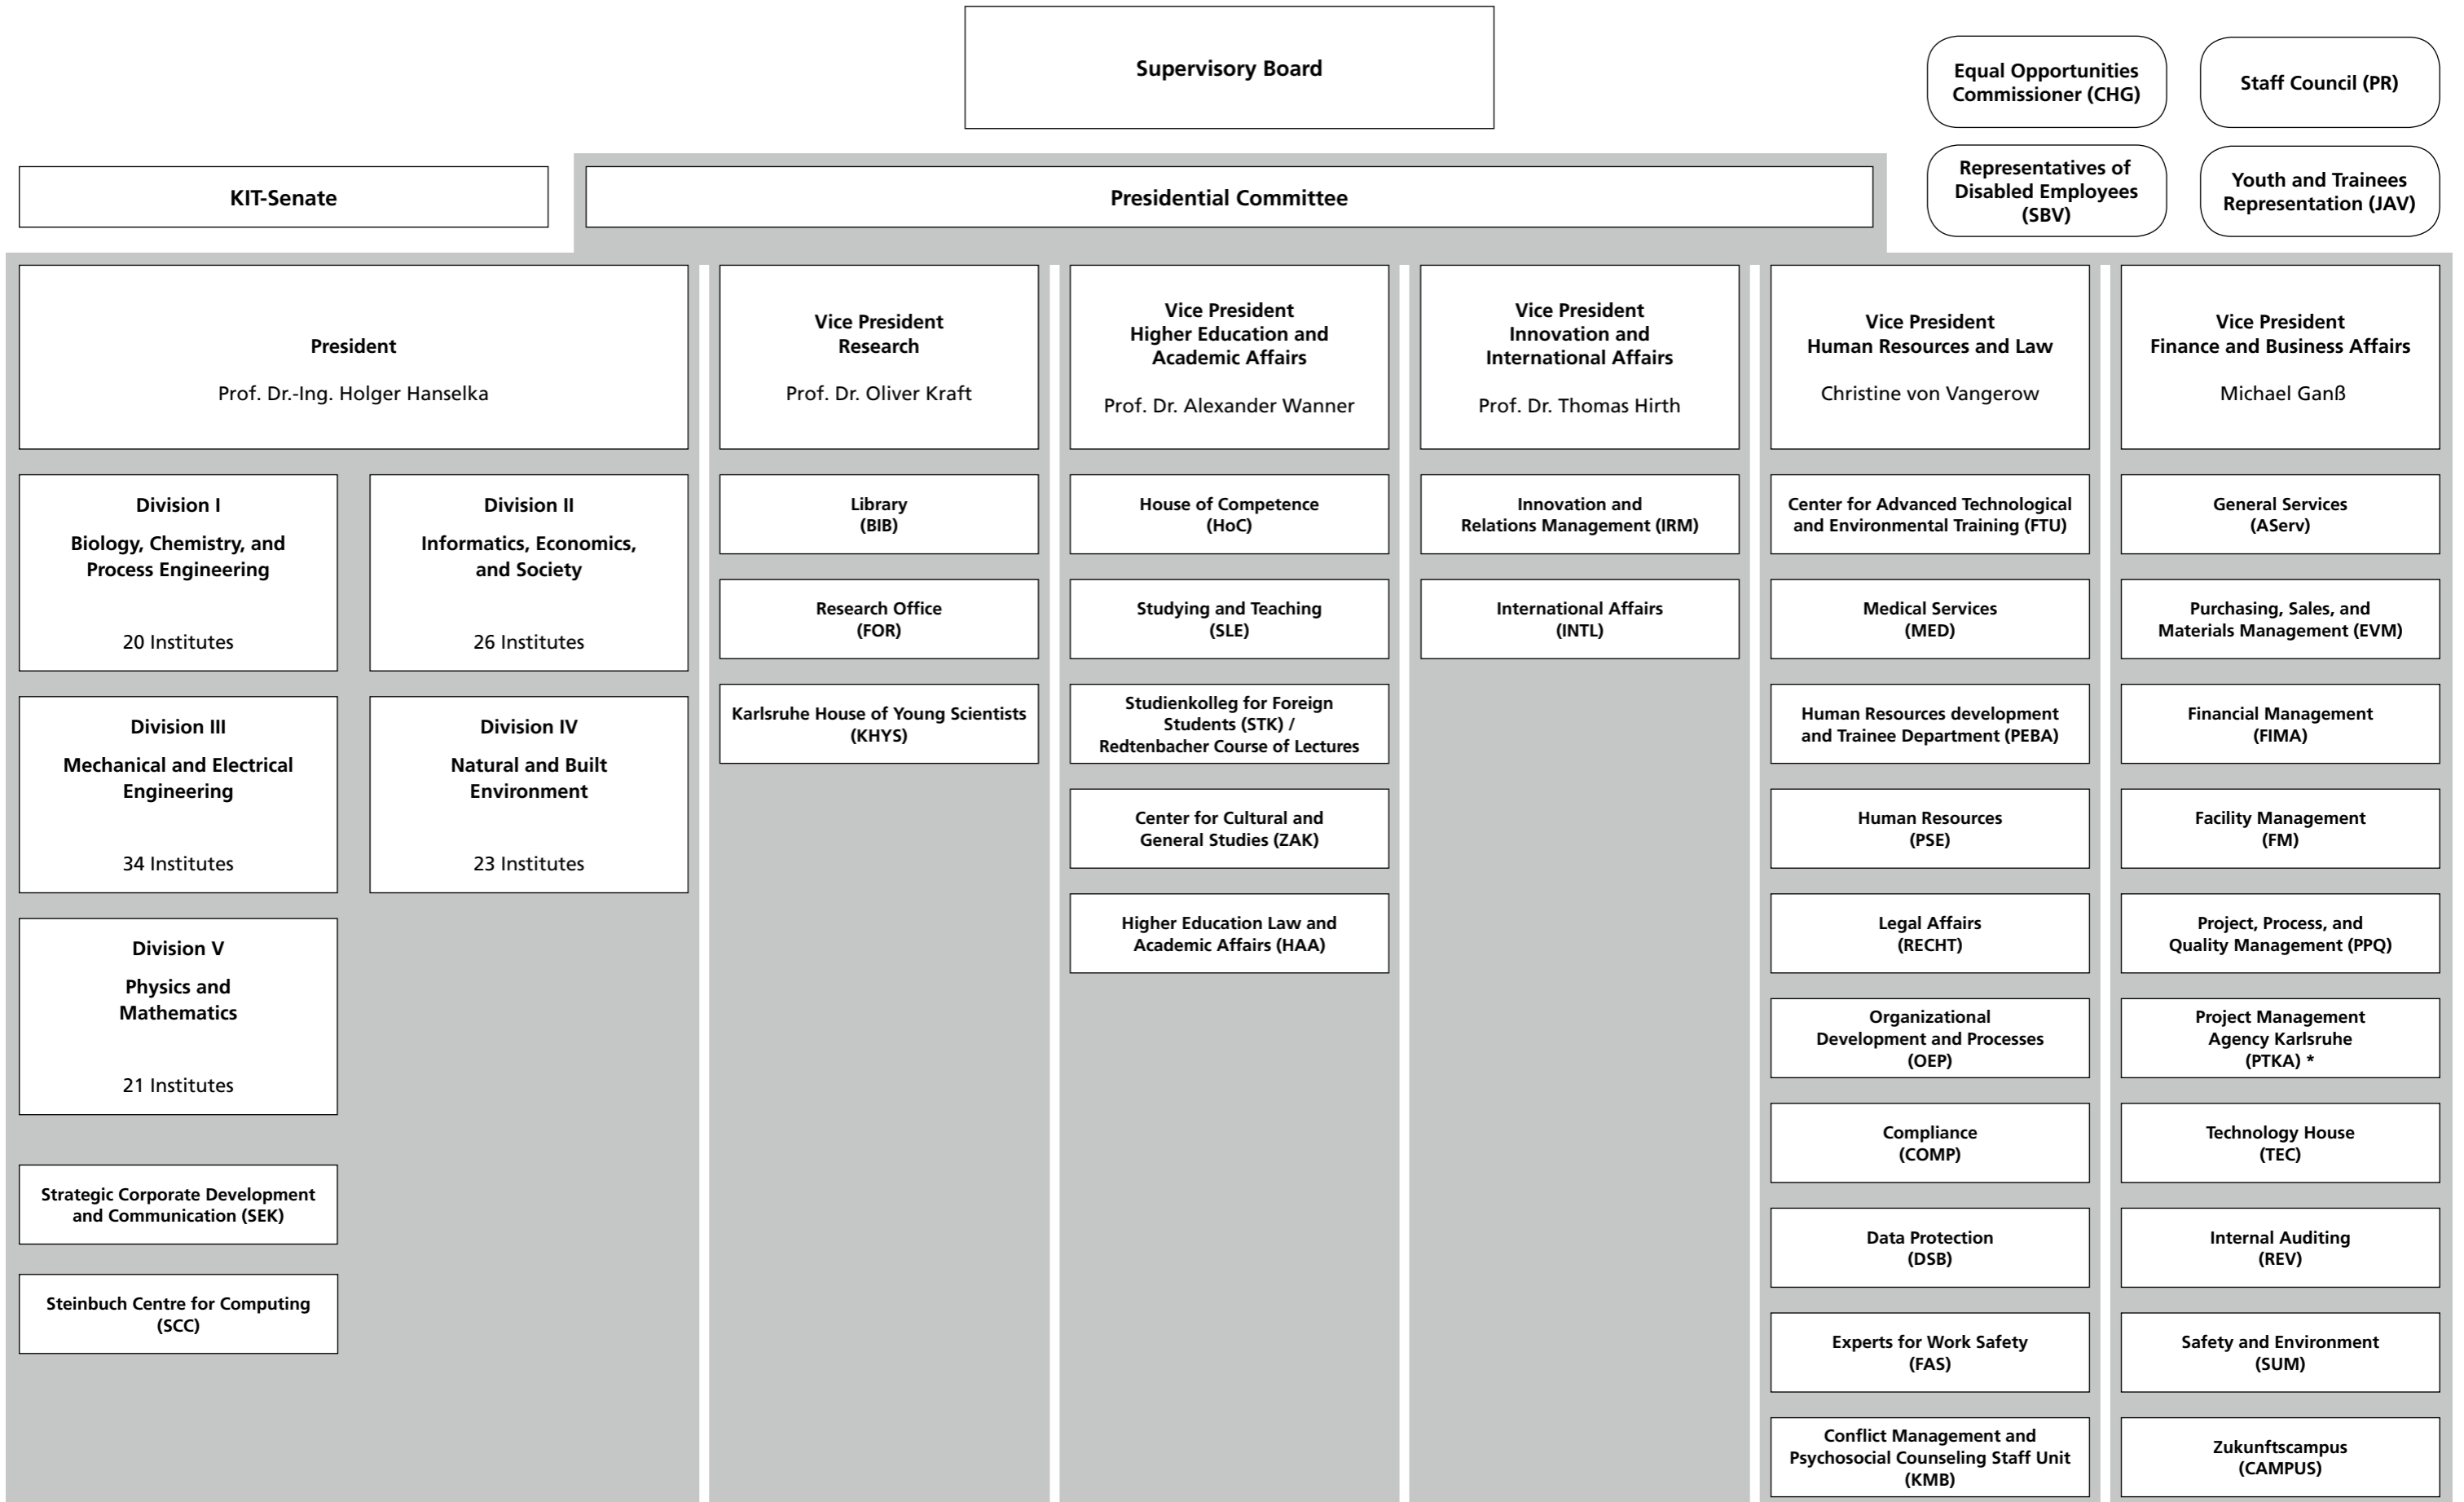 Supervisory Board
Equal Opportunities
Commissioner (CHG)
Staff Council (PR)
Representatives of
Disabled Employees
(SBV)
Youth and Trainees
Representation (JAV)
KIT-Senate
Presidential Committee
President
Prof. Dr.-Ing. Holger Hanselka
Division I
Biology, Chemistry, and
Process Engineering
20 Institutes
Division II
Informatics, Economics,
and Society
26 Institutes
Division III
Mechanical and Electrical
Engineering
34 Institutes
Division IV
Natural and Built
Environment
23 Institutes
Division V
Physics and
Mathematics
21 Institutes
Strategic Corporate Development
and Communication (SEK)
Steinbuch Centre for Computing
(SCC)
Vice President
Research
Prof. Dr. Oliver Kraft
Library
(BIB)
Research Office
(FOR)
Karlsruhe House of Young Scientists
(KHYS)
Vice President
Higher Education and
Academic Affairs
Prof. Dr. Alexander Wanner
House of Competence
(HoC)
Studying and Teaching
(SLE)
Studienkolleg for Foreign
Students (STK) /
Redtenbacher Course of Lectures
Center for Cultural and
General Studies (ZAK)
Higher Education Law and
Academic Affairs (HAA)
Vice President
Innovation and
International Affairs
Prof. Dr. Thomas Hirth
Innovation and
Relations Management (IRM)
International Affairs
(INTL)
Vice President
Human Resources and Law
Christine von Vangerow
Center for Advanced Technological
and Environmental Training (FTU)
Medical Services
(MED)
Human Resources development
and Trainee Department (PEBA)
Human Resources
(PSE)
Legal Affairs
(RECHT)
Organizational
Development and Processes
(OEP)
Compliance
(COMP)
Data Protection
(DSB)
Experts for Work Safety
(FAS)
Conflict Management and
Psychosocial Counseling Staff Unit
(KMB)
Vice President
Finance and Business Affairs
Michael Ganß
General Services
(AServ)
Purchasing, Sales, and
Materials Management (EVM)
Financial Management
(FIMA)
Facility Management
(FM)
Project, Process, and
Quality Management (PPQ)
Project Management
Agency Karlsruhe
(PTKA) *
Technology House
(TEC)
Internal Auditing
(REV)
Safety and Environment
(SUM)
Zukunftscampus
(CAMPUS)